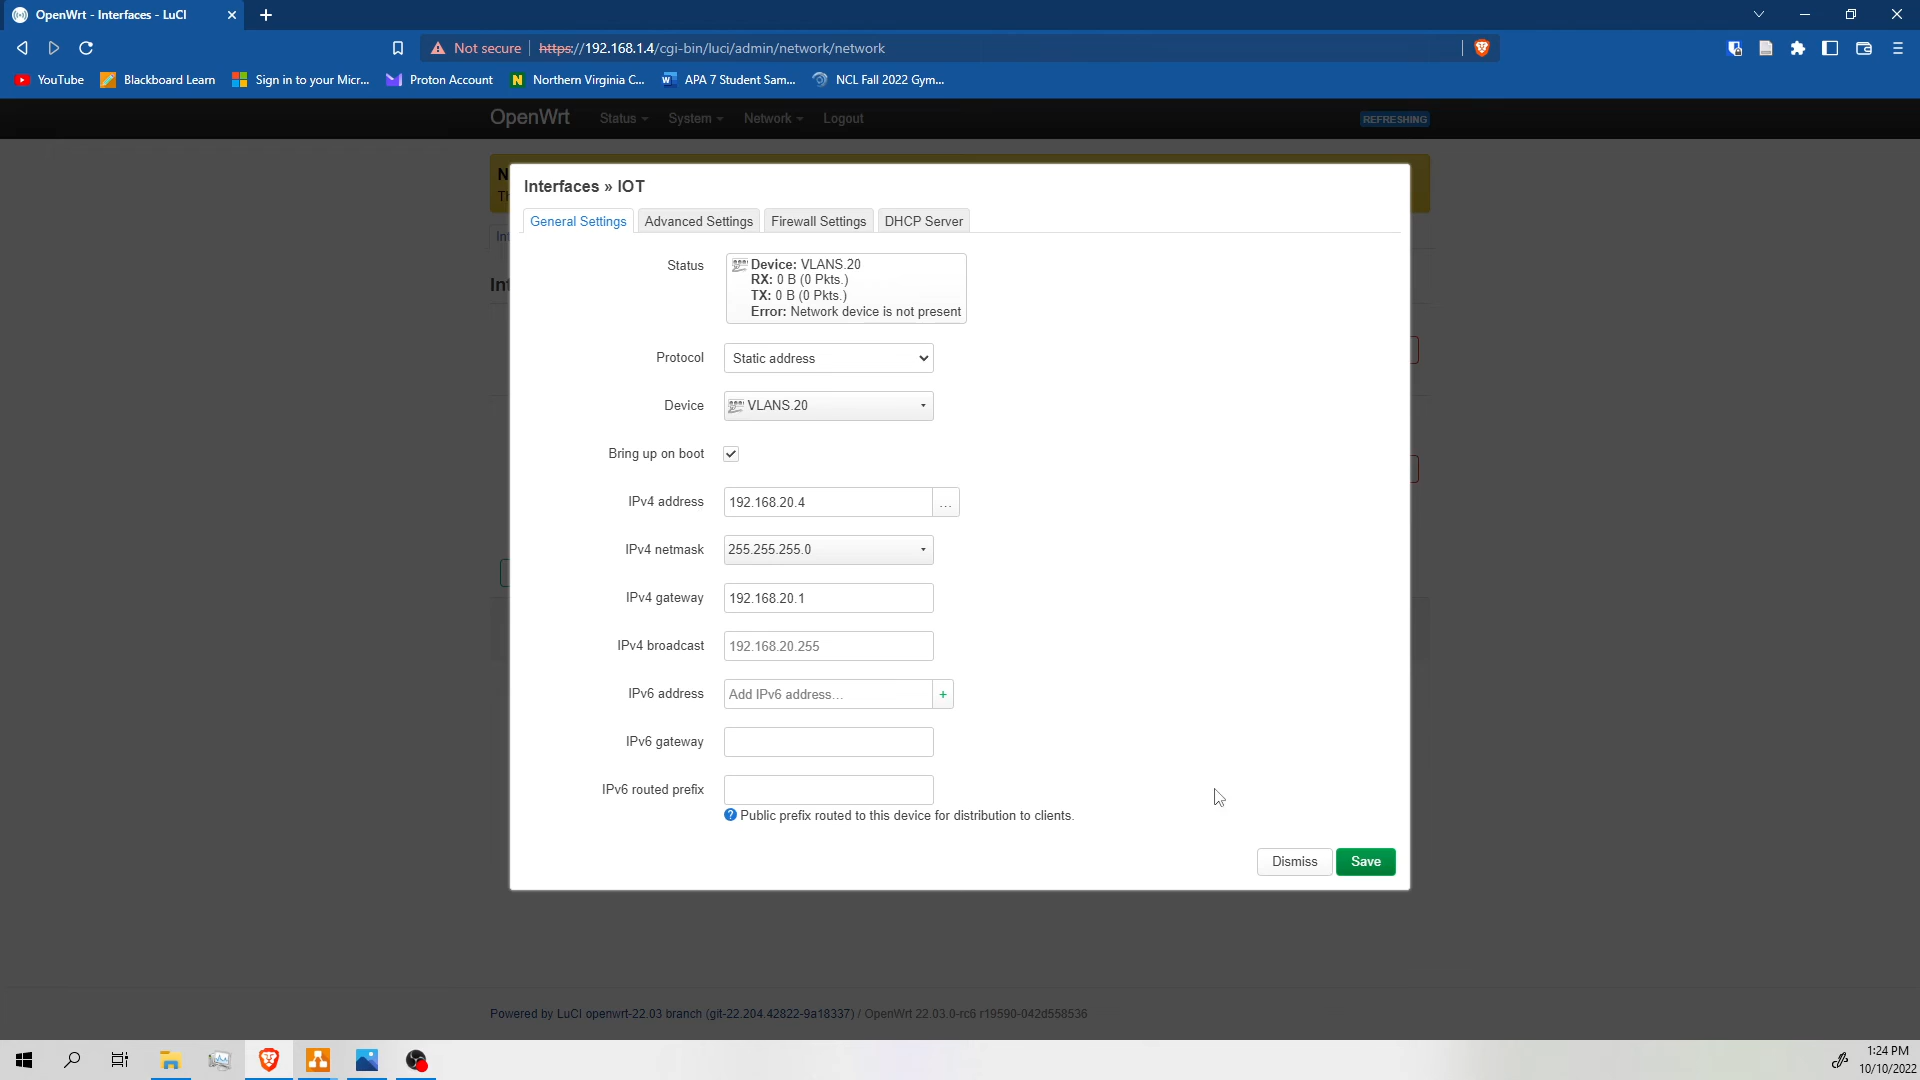 OpenWrt - Interfaces - LuCI
Not secure https://192.168.1.4/cgi-bin/luci/admin/network/network
YouTube Blackboard Learn Sign in to your Micr... Proton Account Northern Virginia C... APA 7 Student Sam... NCL Fall 2022 Gym...
OpenWrt Status System Network Logout REFRESHING
N
Interfaces » IOT
General Settings Advanced Settings Firewall Settings DHCP Server
Int
Status Device: VLANS.20
RX: 0 B (0 Pkts.)
TX: 0 B (0 Pkts.)
Error: Network device is not present
Protocol Static address
Device VLANS.20
Bring up on boot
IPv4 address 192.168.20.4 ...
IPv4 netmask 255.255.255.0
IPv4 gateway 192.168.20.1
IPv4 broadcast 192.168.20.255
IPv6 address Add IPv6 address... +
IPv6 gateway
IPv6 routed prefix
? Public prefix routed to this device for distribution to clients.
Dismiss Save
Powered by LuCI openwrt-22.03 branch (git-22.204.42822-9a18337) / OpenWrt 22.03.0-rc6 r19590-042d558536
1:24 PM
10/10/2022